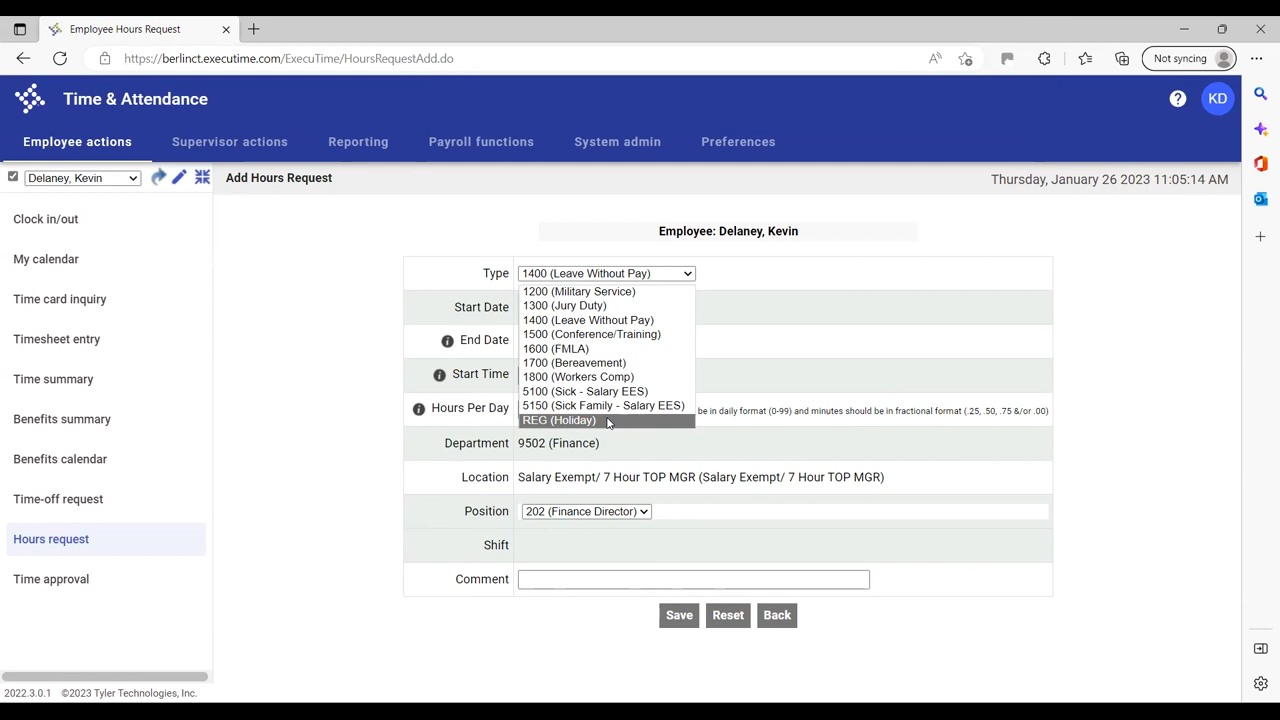 Employee Hours Request
https://berlinct.executime.com/ExecuTime/HoursRequestAdd.do
Not syncing
Time & Attendance
KD
Employee actions
Supervisor actions
Reporting
Payroll functions
System admin
Preferences
Delaney, Kevin
Add Hours Request
Thursday, January 26 2023 11:05:14 AM
Clock in/out
My calendar
Time card inquiry
Timesheet entry
Time summary
Benefits summary
Benefits calendar
Time-off request
Hours request
Time approval
Employee: Delaney, Kevin
Type 1400 (Leave Without Pay)
1200 (Military Service)
1300 (Jury Duty)
1400 (Leave Without Pay)
1500 (Conference/Training)
1600 (FMLA)
1700 (Bereavement)
1800 (Workers Comp)
5100 (Sick - Salary EES)
5150 (Sick Family - Salary EES)
REG (Holiday)
Start Date
End Date
Start Time
Hours Per Day be in daily format (0-99) and minutes should be in fractional format (.25, .50, .75 &/or .00)
Department 9502 (Finance)
Location Salary Exempt/ 7 Hour TOP MGR (Salary Exempt/ 7 Hour TOP MGR)
Position 202 (Finance Director)
Shift
Comment
Save Reset Back
2022.3.0.1 ©2023 Tyler Technologies, Inc.